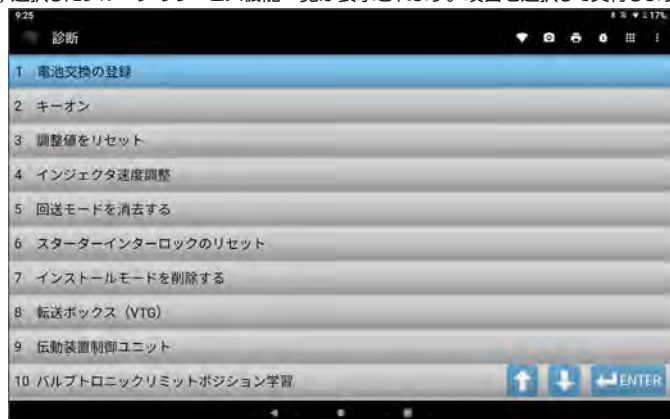 9:25
17%
診断
1 電池交換の登録
2 キーオン
3 調整値をリセット
4 インジェクタ速度調整
5 回送モードを消去する
6 スターターインターロックのリセット
7 インストールモードを削除する
8 転送ボックス（VTG）
9 伝動装置制御ユニット
10 バルブトロニックリミットポジション学習
ENTER